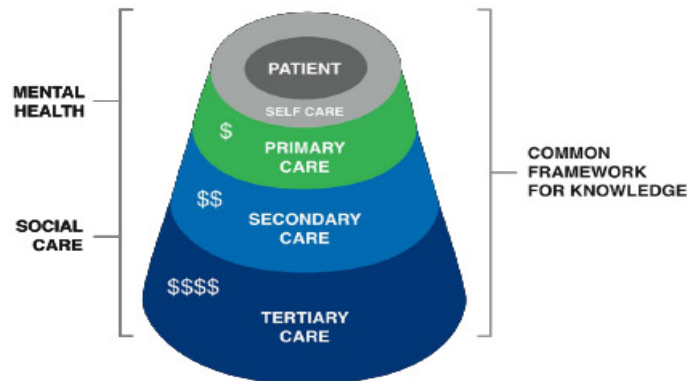 PATIENT
SELF CARE
$
PRIMARY
CARE
$$
SECONDARY
CARE
$$$$
TERTIARY
CARE
MENTAL
HEALTH
SOCIAL
CARE
COMMON
FRAMEWORK
FOR KNOWLEDGE